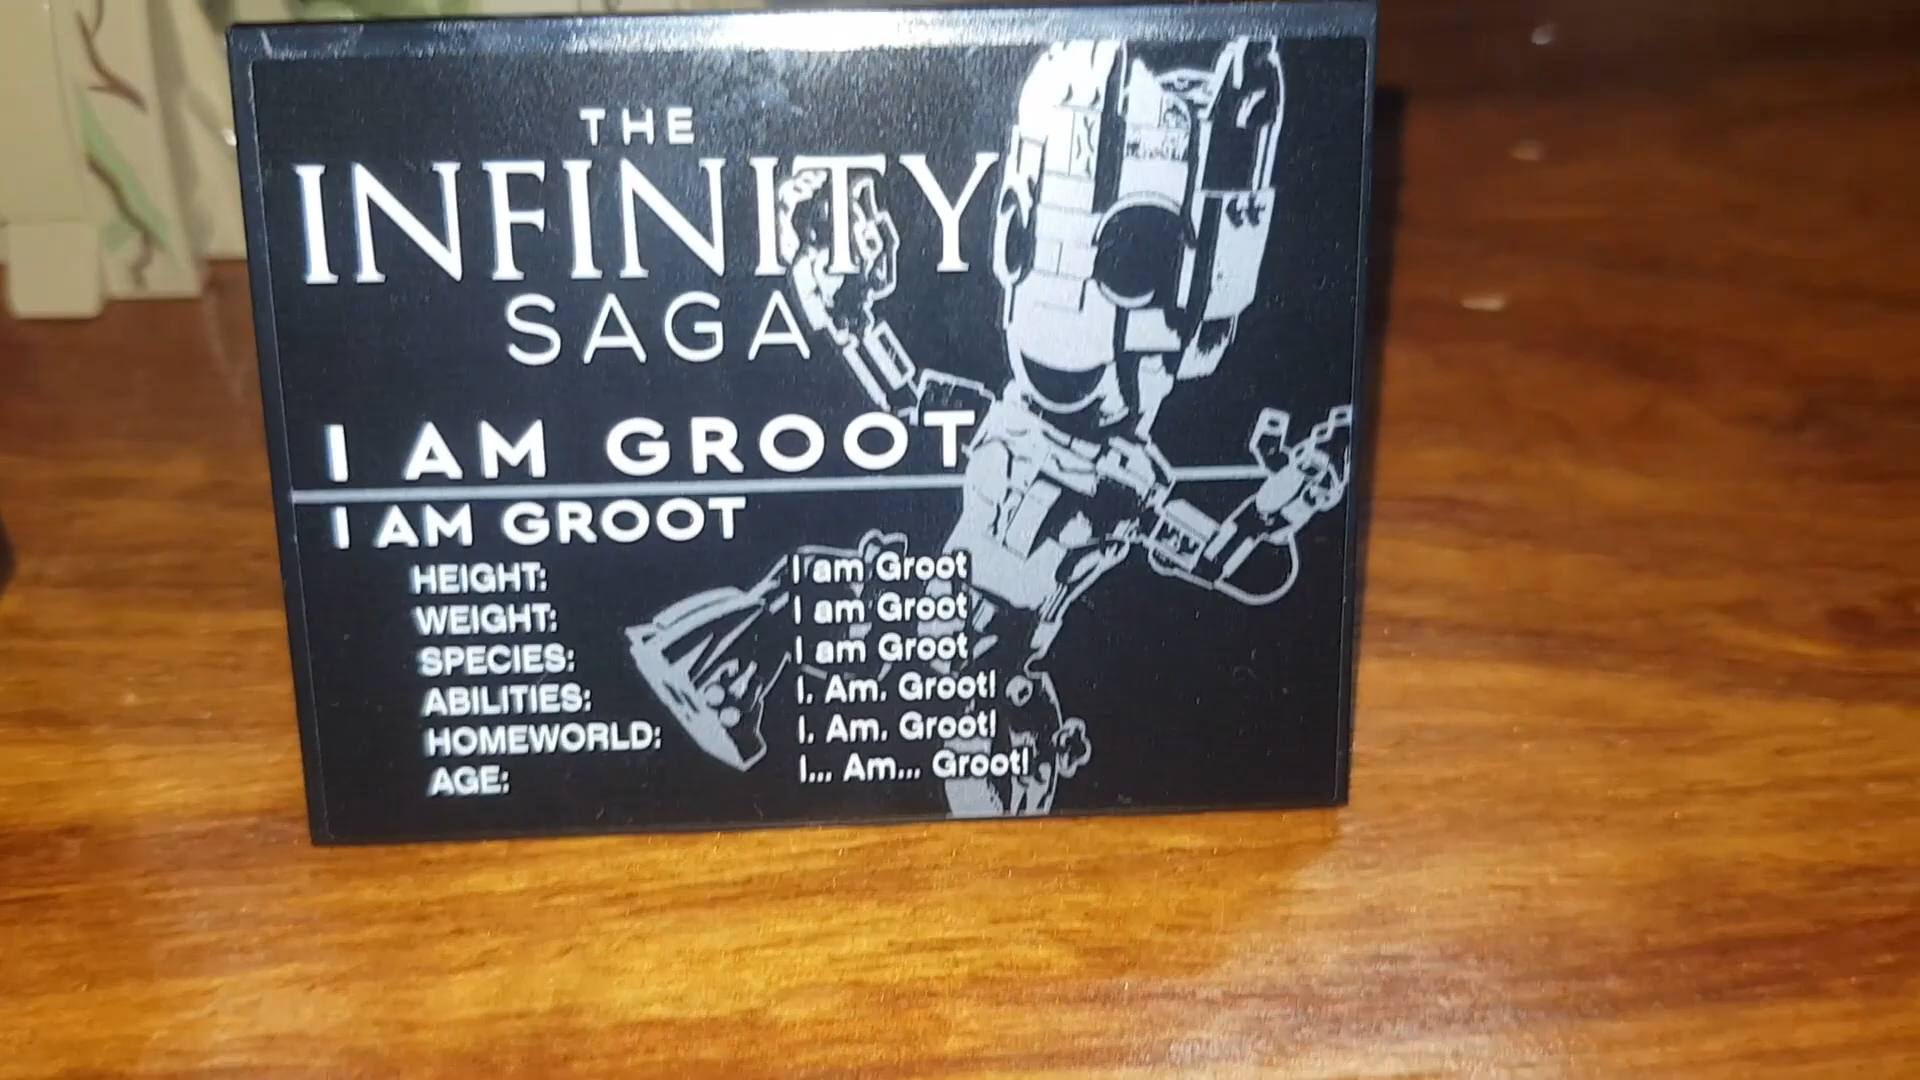 THE
INFINITY
SAGA
I AM GROOT
I AM GROOT
HEIGHT: I am Groot
WEIGHT: I am Groot
SPECIES: I am Groot
ABILITIES: I. Am. Groot!
HOMEWORLD: I. Am. Groot!
AGE: I... Am... Groot!